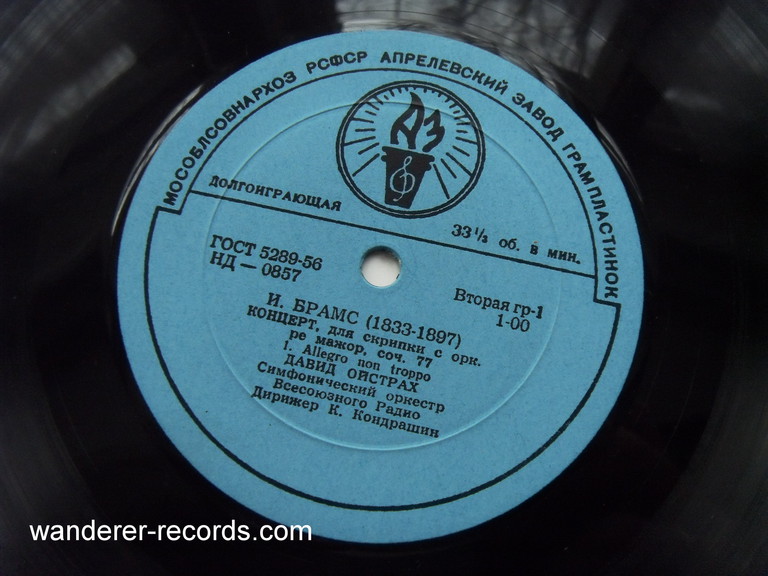 МОСОБЛСОВНАРХОЗ РСФСР АПРЕЛЕВСКИЙ ЗАВОД ГРАМПЛАСТИНОК
АЗ
ДОЛГОИГРАЮЩАЯ
33 1/3 об. в мин.
ГОСТ 5289-56
НД — 0857
Вторая гр-1
1-00
И. БРАМС (1833-1897)
КОНЦЕРТ, для скрипки с орк.
ре мажор, соч. 77
I. Allegro non troppo
ДАВИД ОЙСТРАХ
Симфонический оркестр
Всесоюзного Радио
Дирижер К. Кондрашин
wanderer-records.com